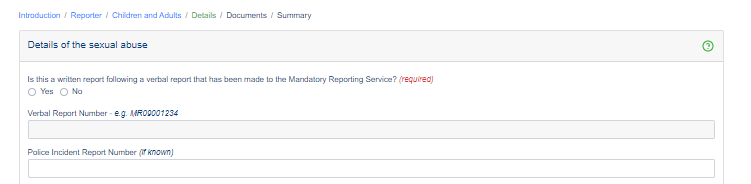 Introduction / Reporter / Children and Adults / Details / Documents / Summary
Details of the sexual abuse
Is this a written report following a verbal report that has been made to the Mandatory Reporting Service? (required)
Yes No
Verbal Report Number - e.g. MR09001234
Police Incident Report Number (if known)